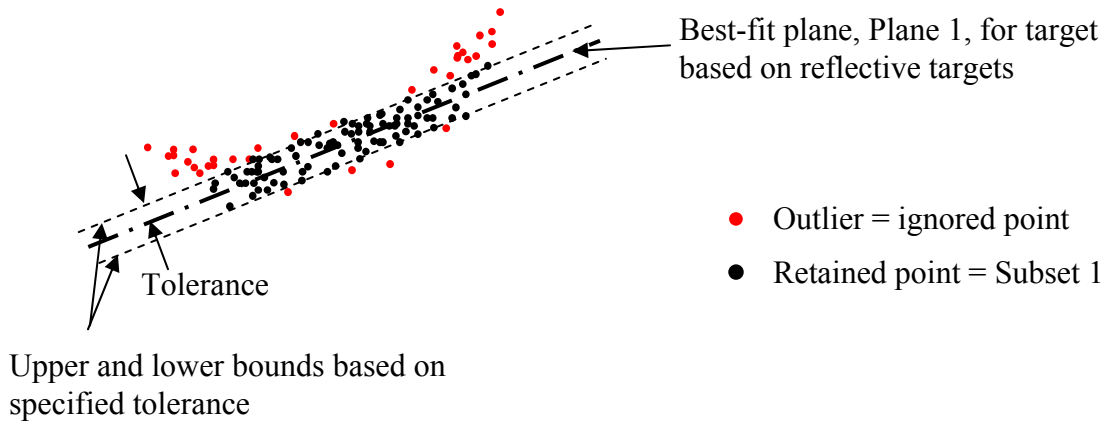 Best-fit plane, Plane 1, for target
based on reflective targets
Outlier = ignored point
Retained point = Subset 1
Tolerance
Upper and lower bounds based on
specified tolerance